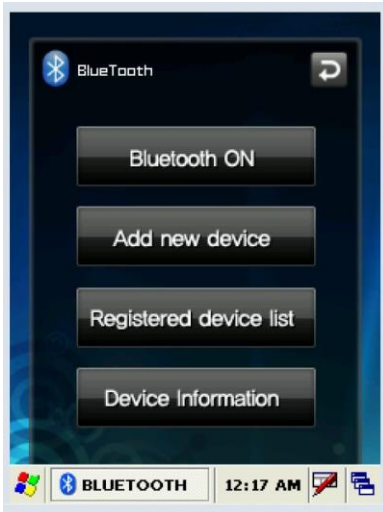 BlueTooth
Bluetooth ON
Add new device
Registered device list
Device Information
BLUETOOTH 12:17 AM